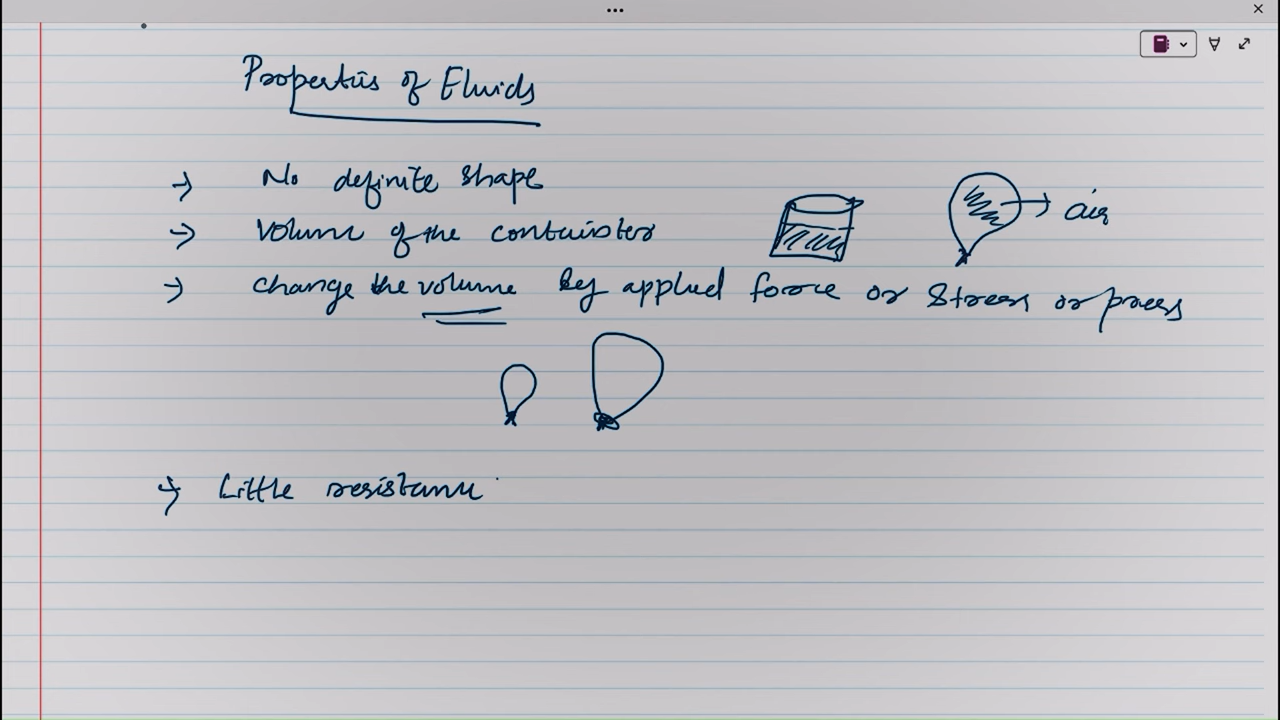 Properties of Fluids
→ No definite shape
→ Volume of the
air
→ change the volume by applied force or stress or press
→ Little resistance